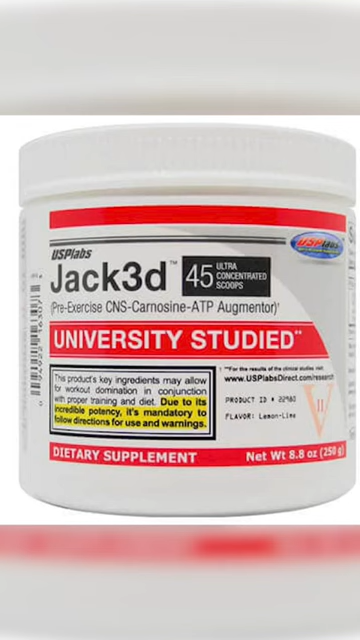 USPlabs
Jack3d™
45 ULTRA
CONCENTRATED
SCOOPS
USPlabs
(Pre-Exercise CNS-Carnosine-ATP Augmentor)†
UNIVERSITY STUDIED**
This product's key ingredients may allow
for workout domination in conjunction
with proper training and diet. Due to its
incredible potency, it's mandatory to
follow directions for use and warnings.
**For the results of the clinical studies, visit
www.USPlabsDirect.com/research
PRODUCT ID # 22983
FLAVOR: Lemon-Lime
V
II
DIETARY SUPPLEMENT
Net Wt 8.8 oz (250 g)